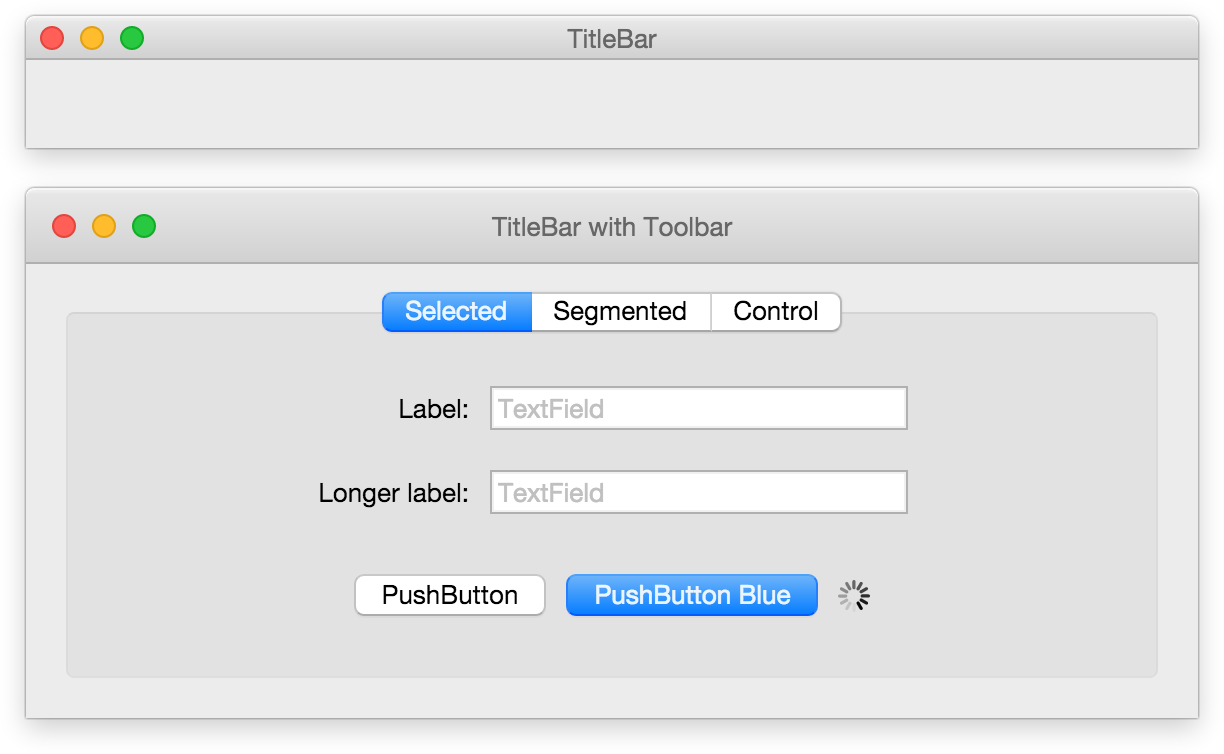 TitleBar
TitleBar with Toolbar
Selected Segmented Control
Label: TextField
Longer label: TextField
PushButton PushButton Blue